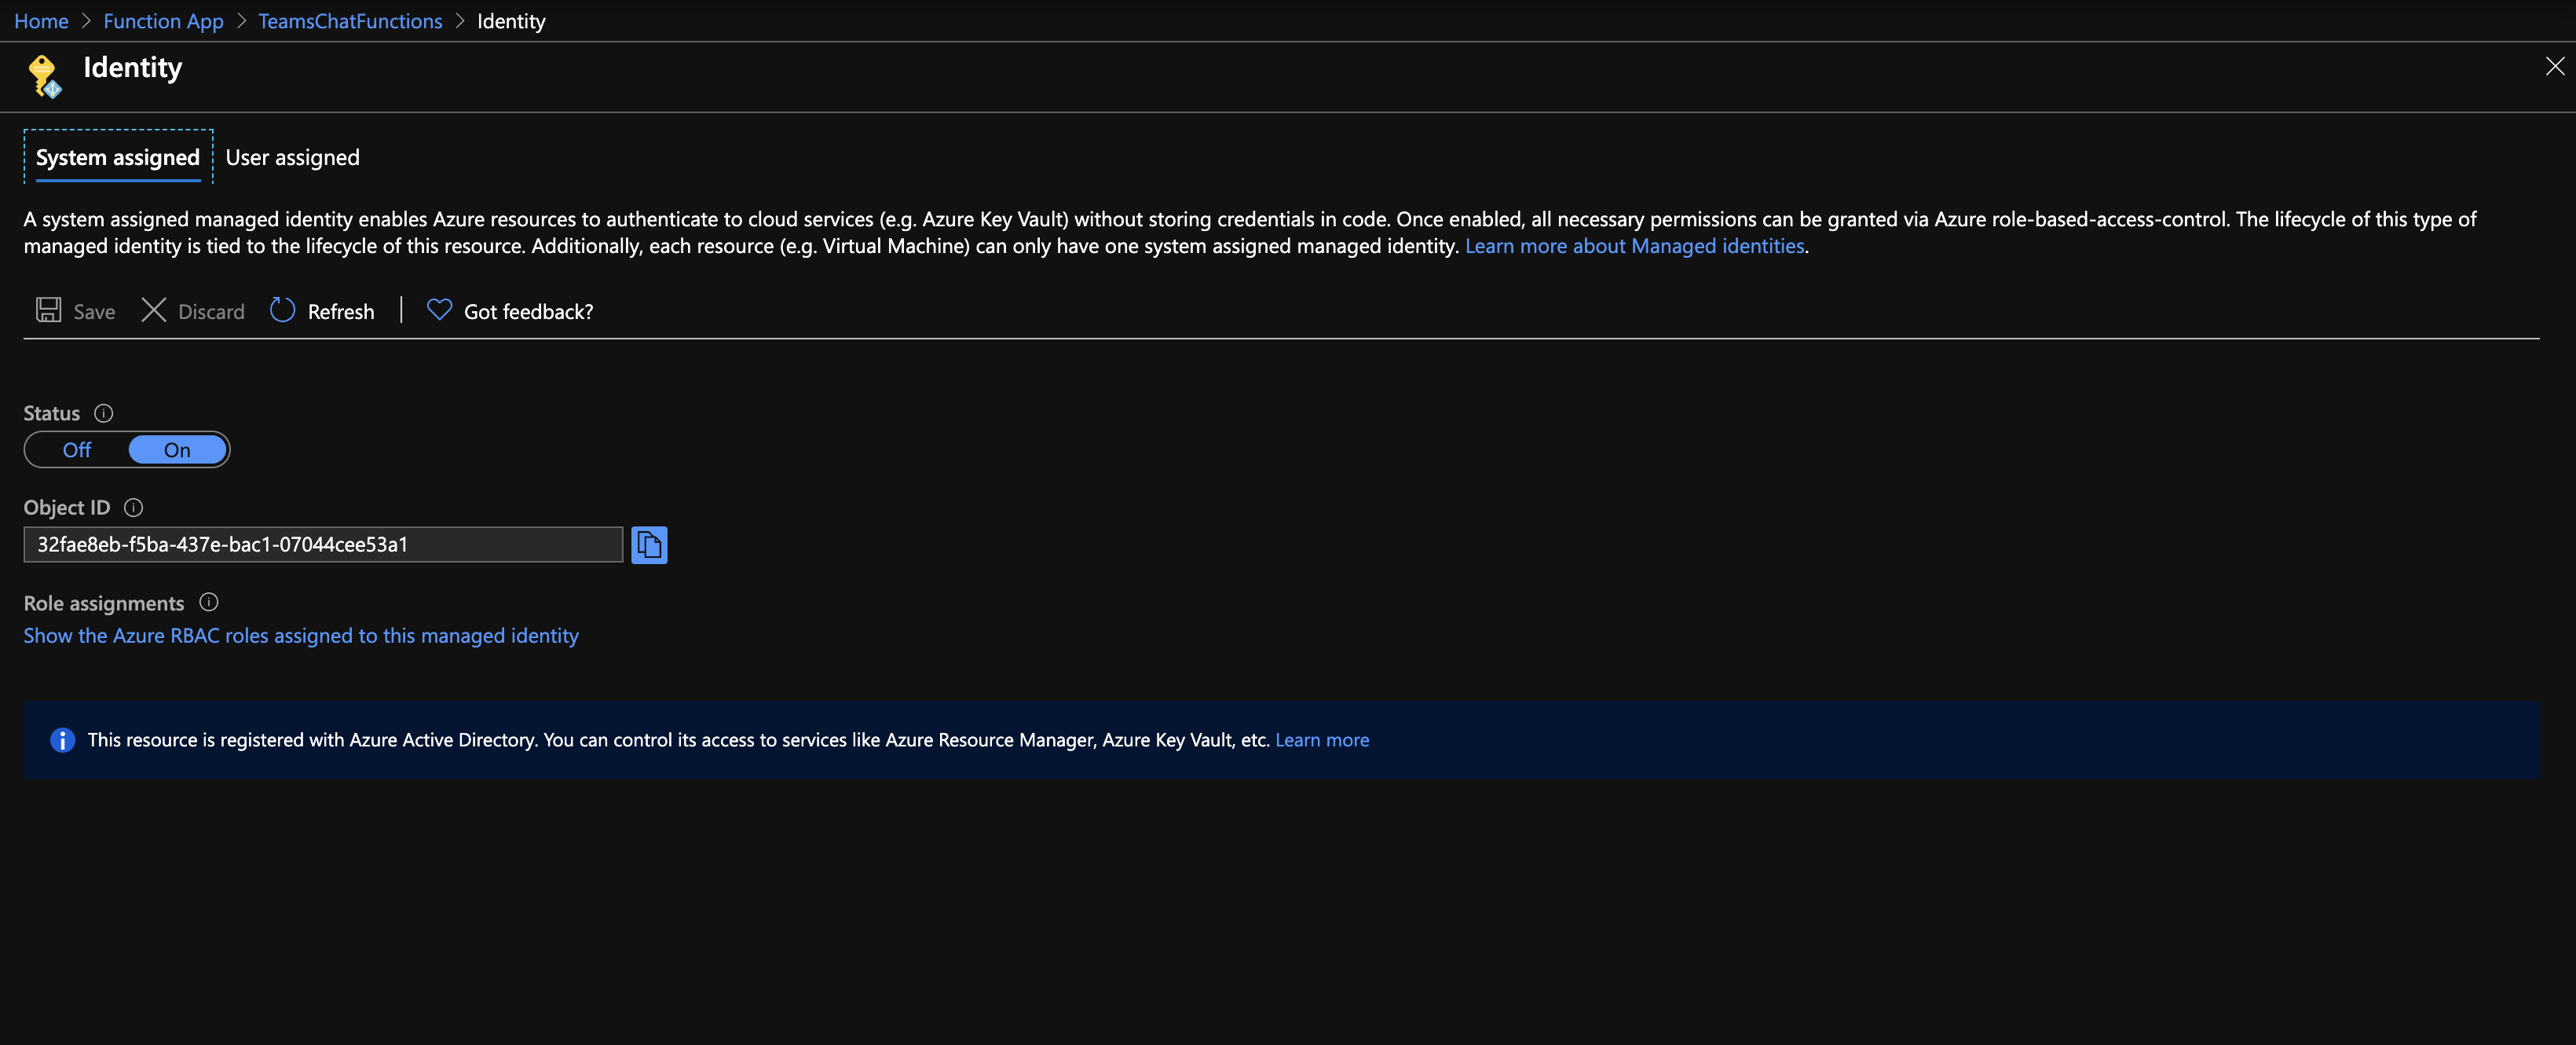 Home > Function App > TeamsChatFunctions > Identity
Identity
System assigned User assigned
A system assigned managed identity enables Azure resources to authenticate to cloud services (e.g. Azure Key Vault) without storing credentials in code. Once enabled, all necessary permissions can be granted via Azure role-based-access-control. The lifecycle of this type of
managed identity is tied to the lifecycle of this resource. Additionally, each resource (e.g. Virtual Machine) can only have one system assigned managed identity. Learn more about Managed identities.
Save Discard Refresh | Got feedback?
Status
Off On
Object ID
32fae8eb-f5ba-437e-bac1-07044cee53a1
Role assignments
Show the Azure RBAC roles assigned to this managed identity
This resource is registered with Azure Active Directory. You can control its access to services like Azure Resource Manager, Azure Key Vault, etc. Learn more